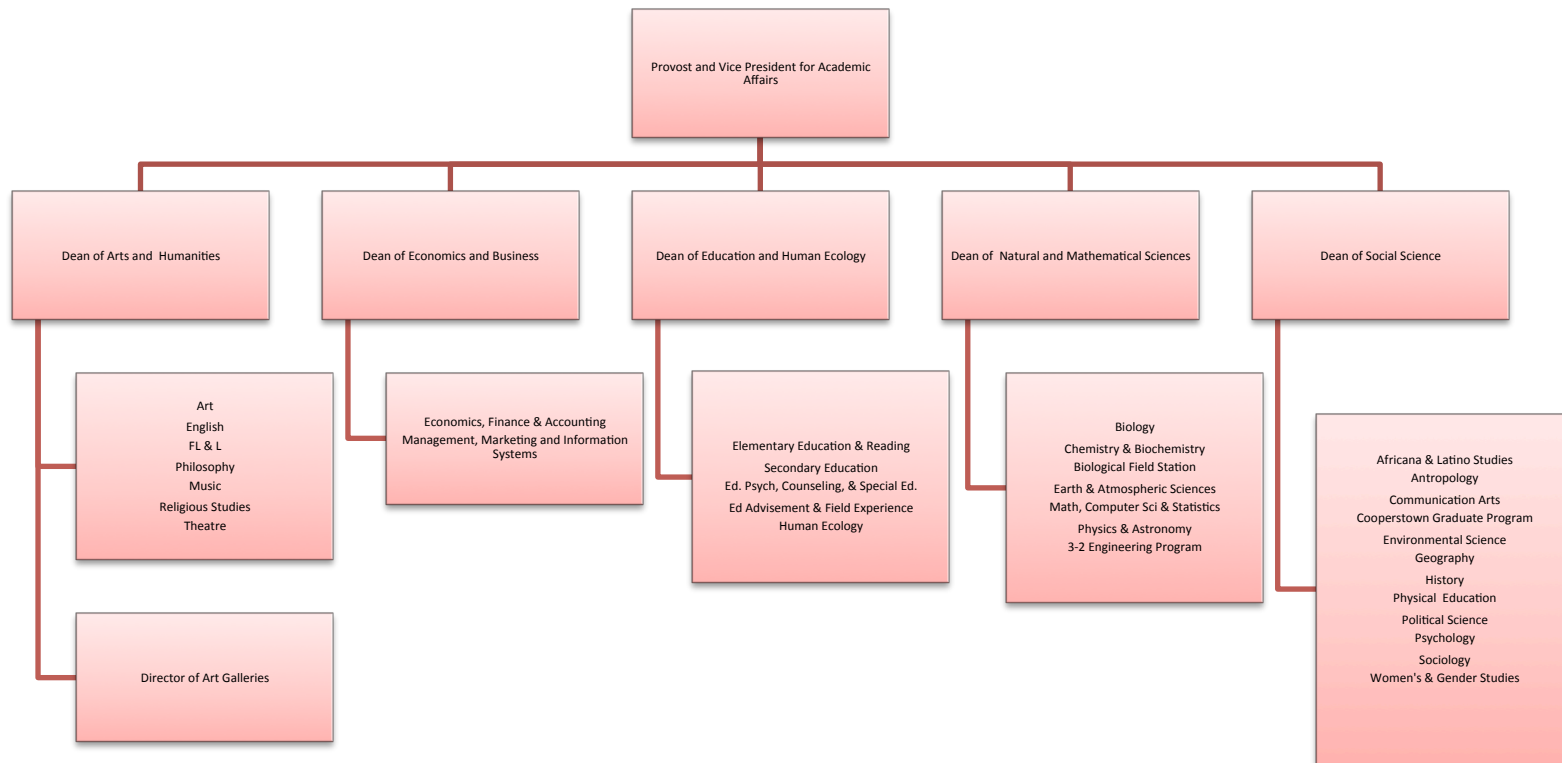 Provost and Vice President for Academic
Affairs
Dean of Arts and Humanities
Dean of Economics and Business
Dean of Education and Human Ecology
Dean of Natural and Mathematical Sciences
Dean of Social Science
Art
English
FL & L
Philosophy
Music
Religious Studies
Theatre
Director of Art Galleries
Economics, Finance & Accounting
Management, Marketing and Information
Systems
Elementary Education & Reading
Secondary Education
Ed. Psych, Counseling, & Special Ed.
Ed Advisement & Field Experience
Human Ecology
Biology
Chemistry & Biochemistry
Biological Field Station
Earth & Atmospheric Sciences
Math, Computer Sci & Statistics
Physics & Astronomy
3-2 Engineering Program
Africana & Latino Studies
Antropology
Communication Arts
Cooperstown Graduate Program
Environmental Science
Geography
History
Physical Education
Political Science
Psychology
Sociology
Women's & Gender Studies